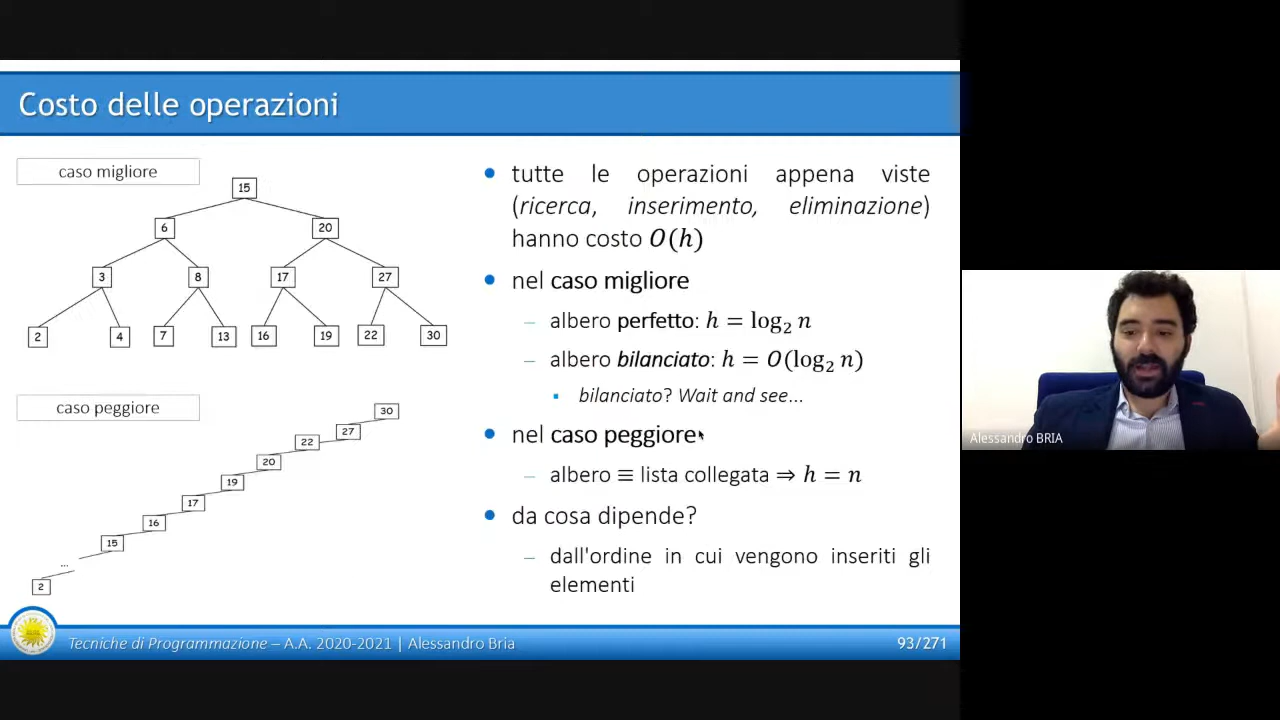 Costo delle operazioni
caso migliore
15
6 20
3 8 17 27
2 4 7 13 16 19 22 30
caso peggiore
30
27
22
20
19
17
16
15
...
2
• tutte le operazioni appena viste
(ricerca, inserimento, eliminazione)
hanno costo O(h)
• nel caso migliore
– albero perfetto: h = log₂ n
– albero bilanciato: h = O(log₂ n)
▪ bilanciato? Wait and see...
• nel caso peggiore
– albero ≡ lista collegata ⇒ h = n
• da cosa dipende?
– dall'ordine in cui vengono inseriti gli
elementi
Tecniche di Programmazione – A.A. 2020-2021 | Alessandro Bria
93/271
Alessandro BRIA